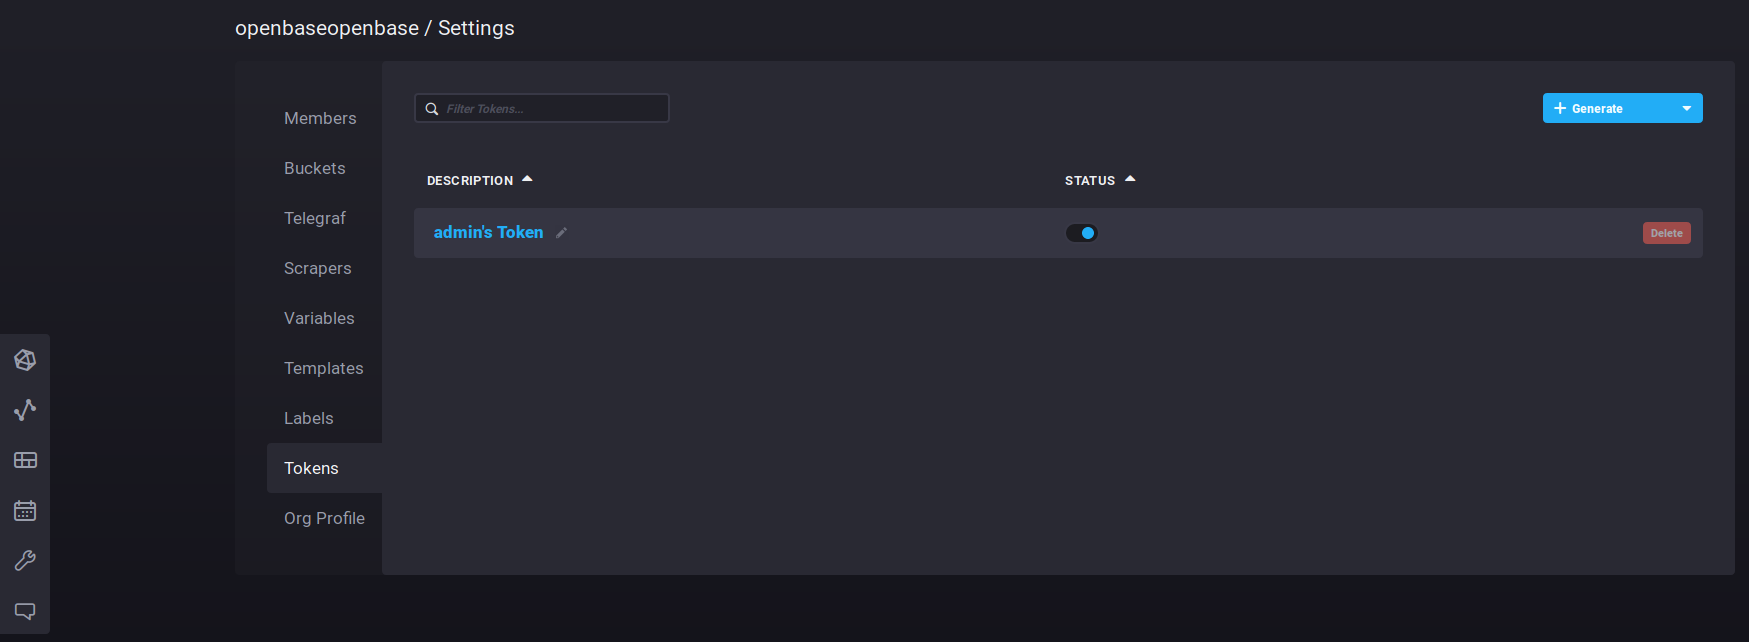 openbaseopenbase / Settings
Members
Buckets
Telegraf
Scrapers
Variables
Templates
Labels
Tokens
Org Profile
Filter Tokens...
Generate
DESCRIPTION
STATUS
admin's Token
Delete